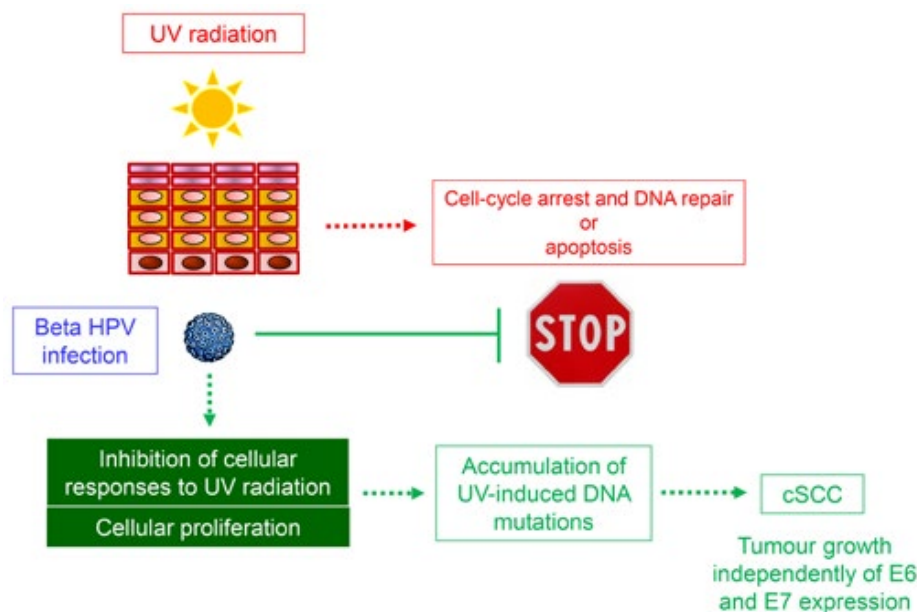 UV radiation
Cell-cycle arrest and DNA repair
or
apoptosis
Beta HPV
infection
STOP
Inhibition of cellular
responses to UV radiation
Cellular proliferation
Accumulation of
UV-induced DNA
mutations
cSCC
Tumour growth
independently of E6
and E7 expression